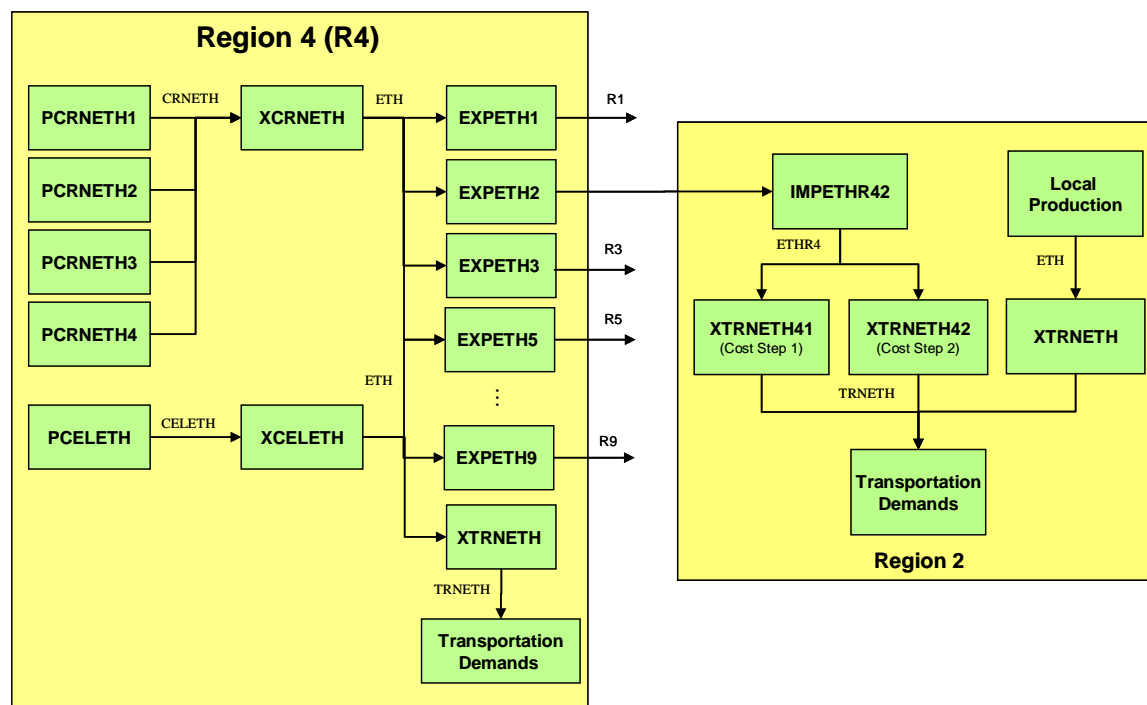 Region 4 (R4)
PCRNETH1
CRNETH
XCRNETH
ETH
EXPETH1
R1
PCRNETH2
EXPETH2
PCRNETH3
EXPETH3
R3
PCRNETH4
EXPETH5
R5
ETH
⋮
PCELETH
CELETH
XCELETH
EXPETH9
R9
XTRNETH
TRNETH
Transportation
Demands
IMPETHR42
Local
Production
ETHR4
ETH
XTRNETH41
(Cost Step 1)
XTRNETH42
(Cost Step 2)
XTRNETH
TRNETH
Transportation
Demands
Region 2